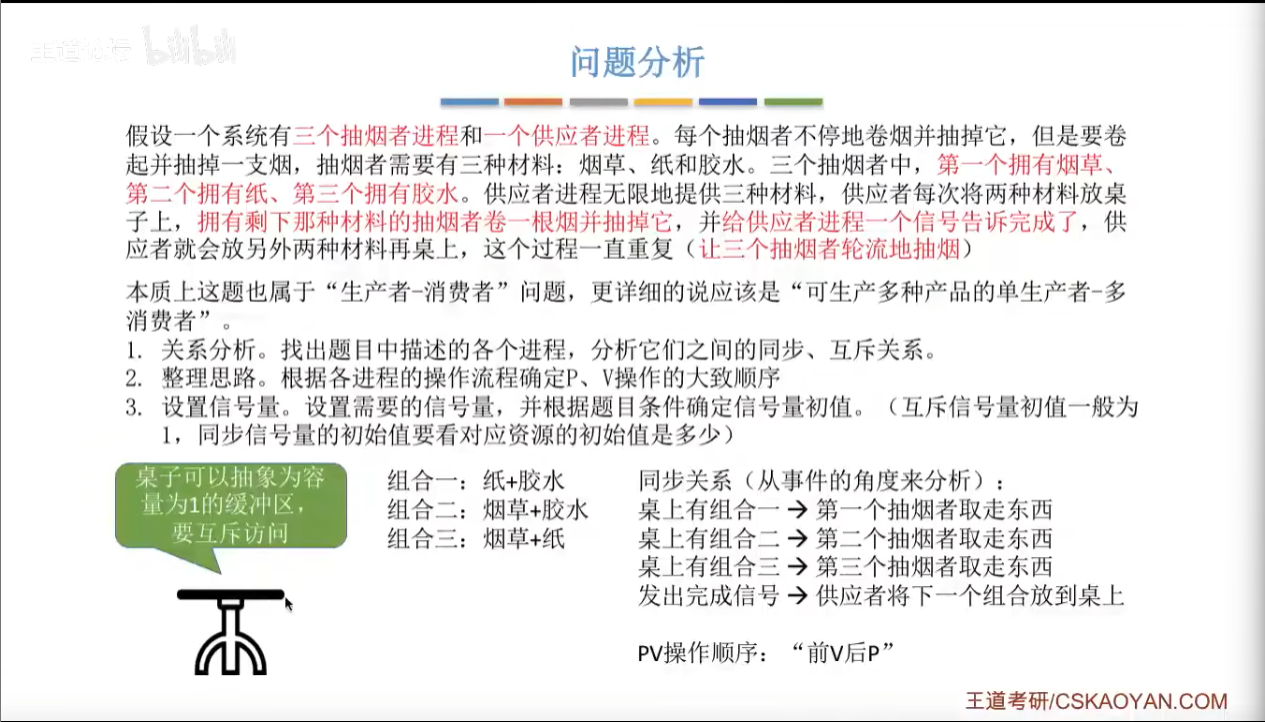 王道论坛 bilibili
问题分析
假设一个系统有三个抽烟者进程和一个供应者进程。每个抽烟者不停地卷烟并抽掉它，但是要卷
起并抽掉一支烟，抽烟者需要有三种材料：烟草、纸和胶水。三个抽烟者中，第一个拥有烟草、
第二个拥有纸、第三个拥有胶水。供应者进程无限地提供三种材料，供应者每次将两种材料放桌
子上，拥有剩下那种材料的抽烟者卷一根烟并抽掉它，并给供应者进程一个信号告诉完成了，供
应者就会放另外两种材料再桌上，这个过程一直重复（让三个抽烟者轮流地抽烟）
本质上这题也属于“生产者-消费者”问题，更详细的说应该是“可生产多种产品的单生产者-多
消费者”。
1. 关系分析。找出题目中描述的各个进程，分析它们之间的同步、互斥关系。
2. 整理思路。根据各进程的操作流程确定P、V操作的大致顺序
3. 设置信号量。设置需要的信号量，并根据题目条件确定信号量初值。（互斥信号量初值一般为
1，同步信号量的初始值要看对应资源的初始值是多少）
桌子可以抽象为容
量为1的缓冲区，
要互斥访问
组合一：纸+胶水
组合二：烟草+胶水
组合三：烟草+纸
同步关系（从事件的角度来分析）：
桌上有组合一 → 第一个抽烟者取走东西
桌上有组合二 → 第二个抽烟者取走东西
桌上有组合三 → 第三个抽烟者取走东西
发出完成信号 → 供应者将下一个组合放到桌上
PV操作顺序：“前V后P”
王道考研/CSKAOYAN.COM